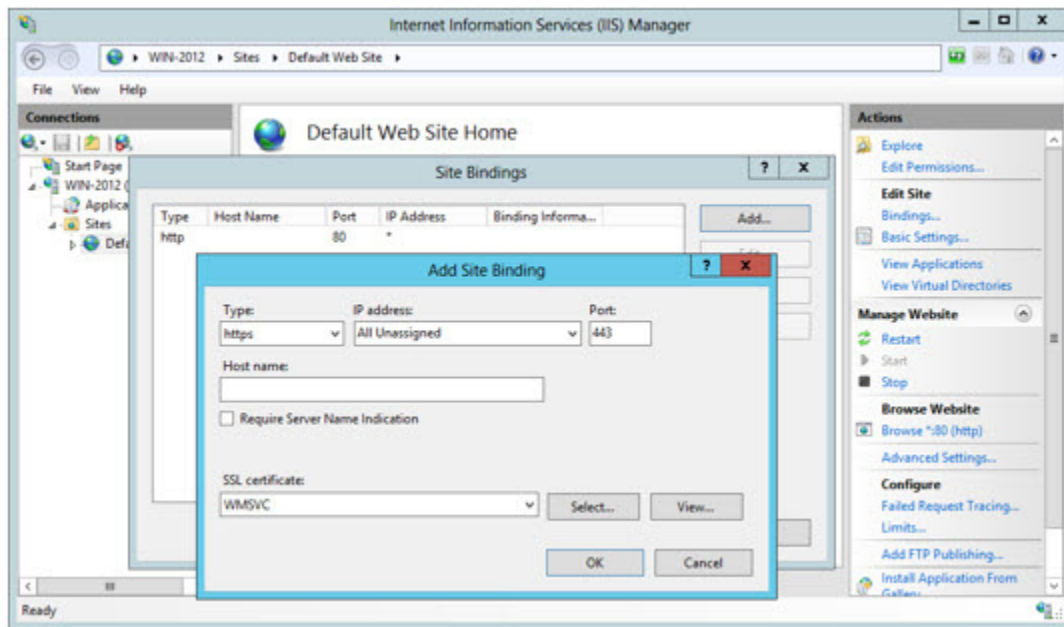 Internet Information Services (IIS) Manager
WIN-2012 Sites Default Web Site
File View Help
Connections
Start Page
WIN-2012 (
Applica
Sites
Defa
Default Web Site Home
Site Bindings
Type Host Name Port IP Address Binding Informa...
http 80 *
Add...
Add Site Binding
Type: IP address: Port:
https All Unassigned 443
Host name:
Require Server Name Indication
SSL certificate:
WMSVC Select... View...
OK Cancel
Actions
Explore
Edit Permissions...
Edit Site
Bindings...
Basic Settings...
View Applications
View Virtual Directories
Manage Website
Restart
Start
Stop
Browse Website
Browse *:80 (http)
Advanced Settings...
Configure
Failed Request Tracing...
Limits...
Add FTP Publishing...
Install Application From
Gallery
Ready